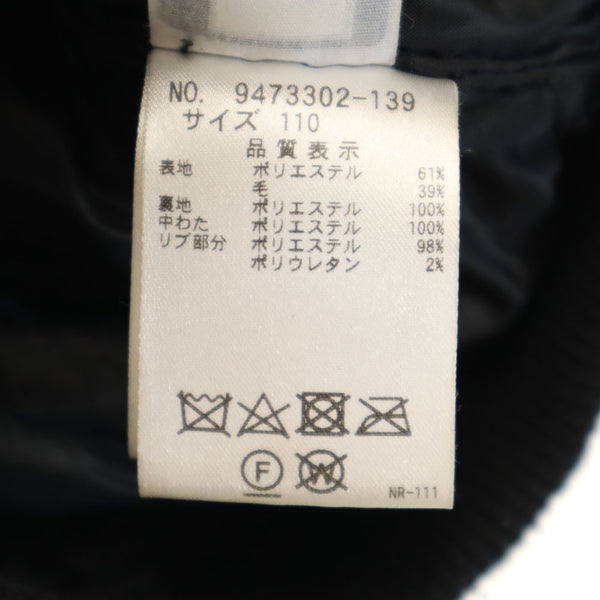 NO. 9473302-139
サイズ 110
品質表示
表地 ポリエステル 61%
毛 39%
裏地 ポリエステル 100%
中わた ポリエステル 100%
リブ部分 ポリエステル 98%
ポリウレタン 2%
F W
NR-111